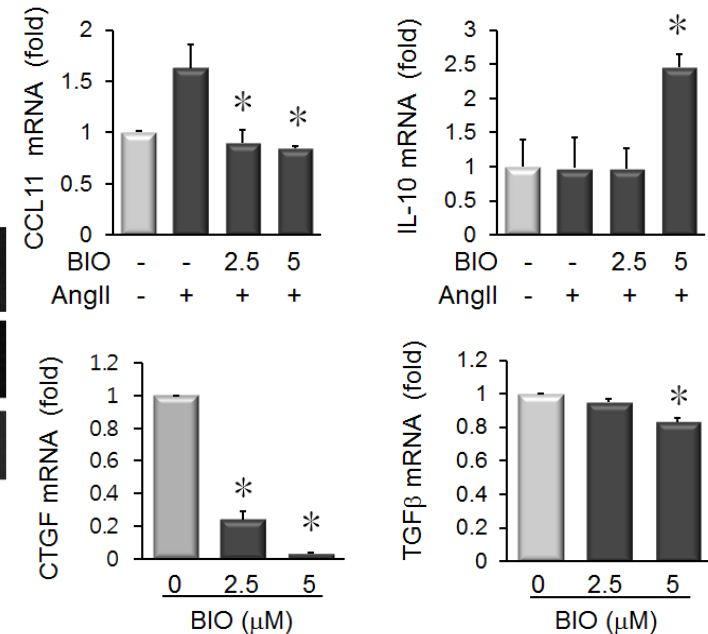 CCL11 mRNA (fold)
2
1.5
1
0.5
0
*
*
BIO - - 2.5 5
AngII - + + +
IL-10 mRNA (fold)
3
2.5
2
1.5
1
0.5
0
*
BIO - - 2.5 5
AngII - + + +
CTGF mRNA (fold)
1.2
1
0.8
0.6
0.4
0.2
0
*
*
0 2.5 5
BIO (μM)
TGFβ mRNA (fold)
1.2
1
0.8
0.6
0.4
0.2
0
*
0 2.5 5
BIO (μM)